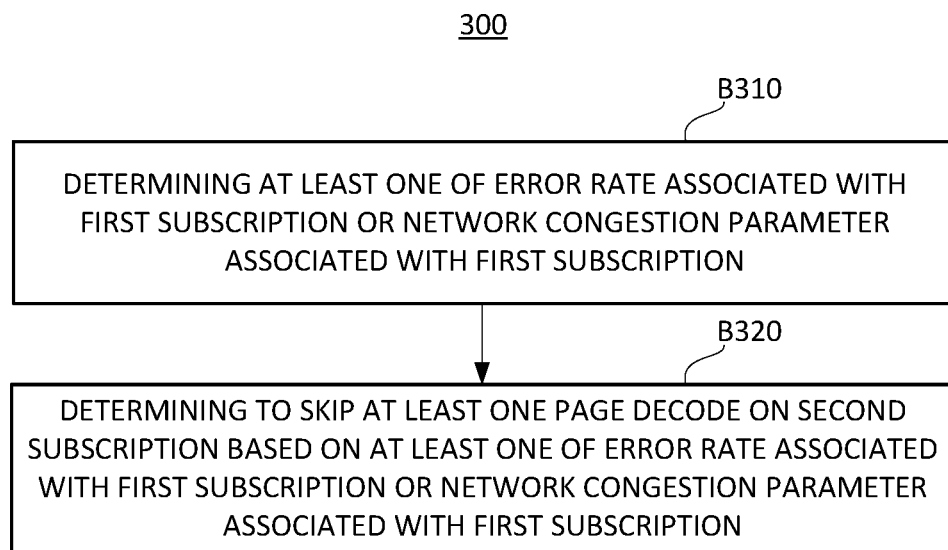 300
B310
DETERMINING AT LEAST ONE OF ERROR RATE ASSOCIATED WITH
FIRST SUBSCRIPTION OR NETWORK CONGESTION PARAMETER
ASSOCIATED WITH FIRST SUBSCRIPTION
B320
DETERMINING TO SKIP AT LEAST ONE PAGE DECODE ON SECOND
SUBSCRIPTION BASED ON AT LEAST ONE OF ERROR RATE ASSOCIATED
WITH FIRST SUBSCRIPTION OR NETWORK CONGESTION PARAMETER
ASSOCIATED WITH FIRST SUBSCRIPTION